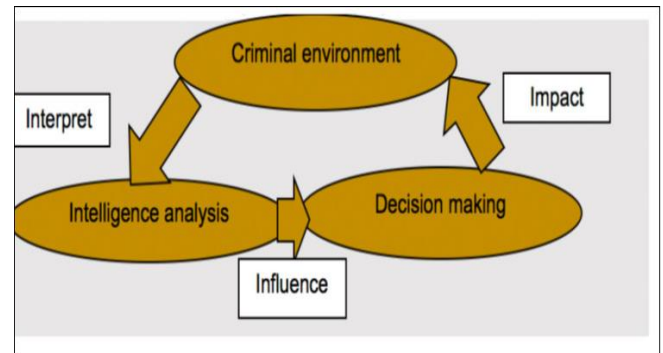 Criminal environment
Interpret
Impact
Intelligence analysis
Decision making
Influence